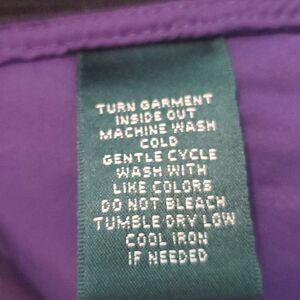 TURN GARMENT
INSIDE OUT
MACHINE WASH
COLD
GENTLE CYCLE
WASH WITH
LIKE COLORS
DO NOT BLEACH
TUMBLE DRY LOW
COOL IRON
IF NEEDED